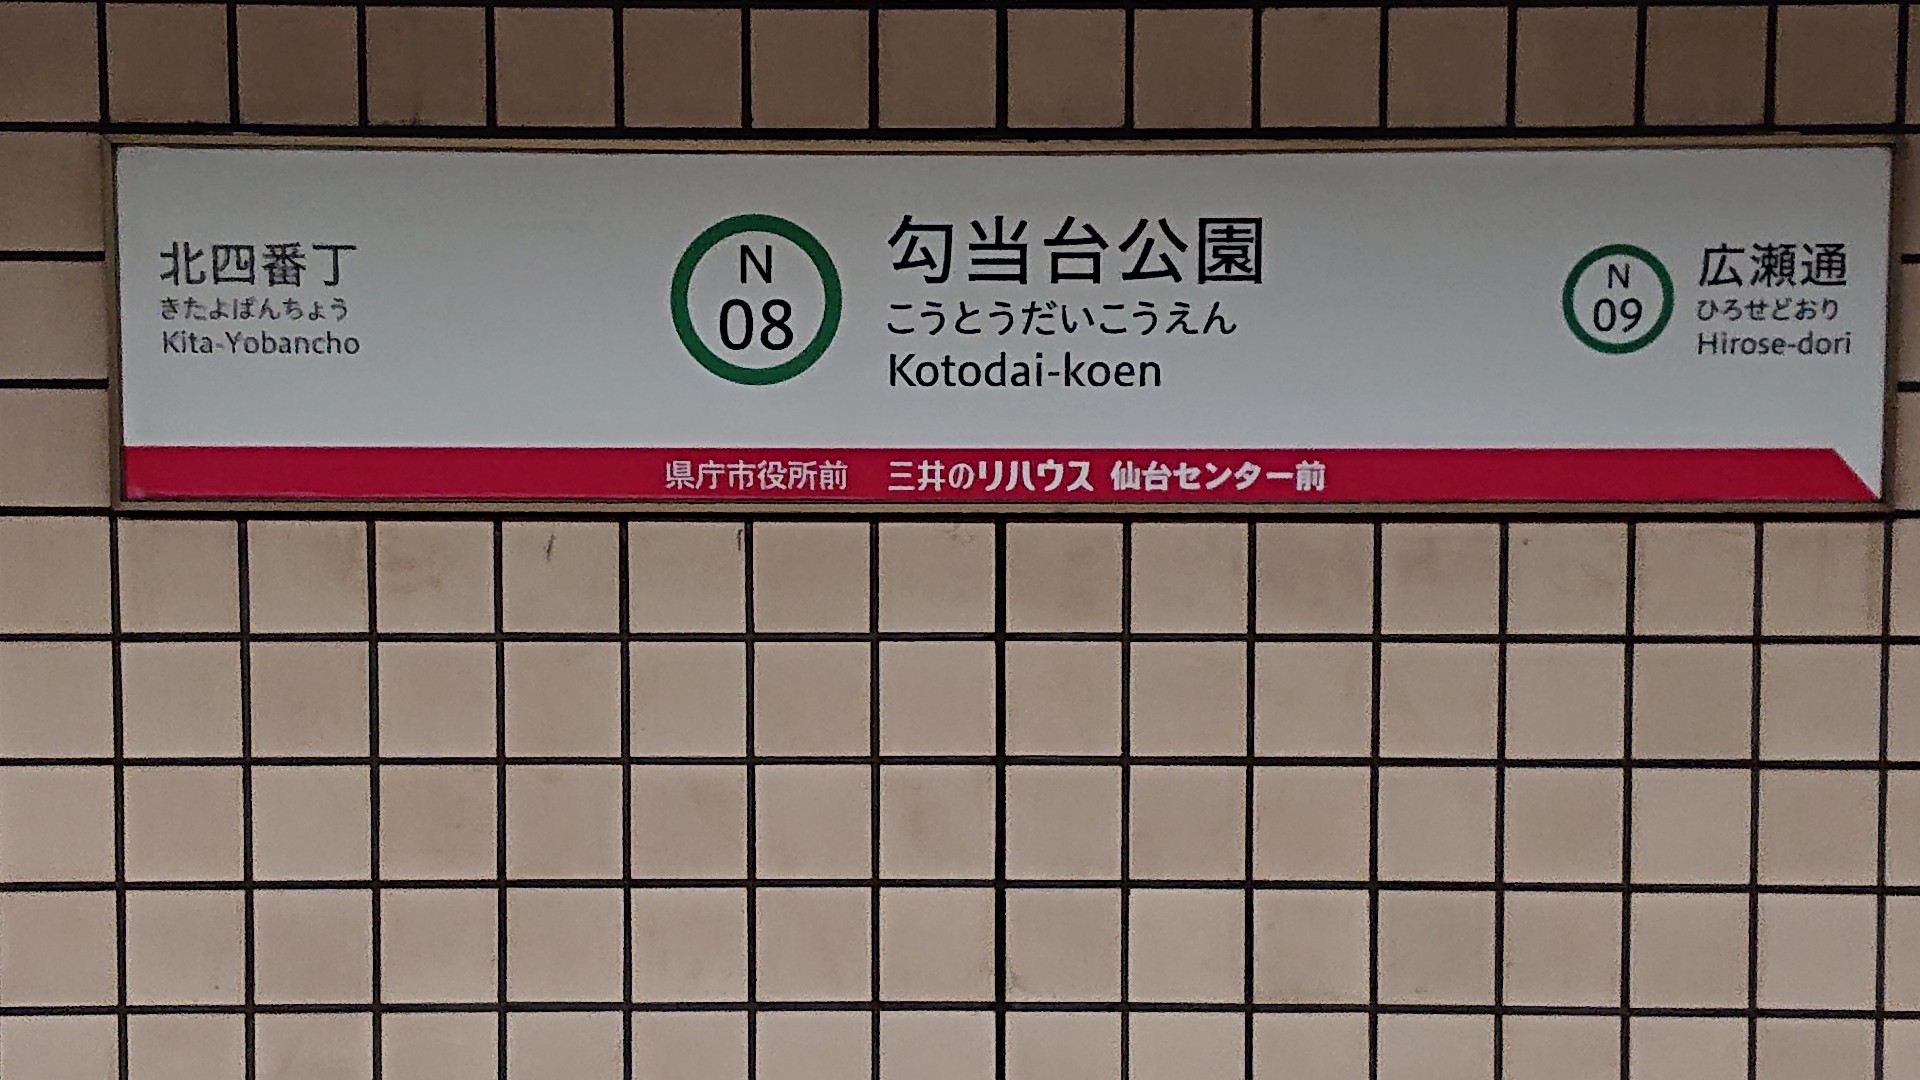 北四番丁
きたよばんちょう
Kita-Yobancho
N
08
勾当台公園
こうとうだいこうえん
Kotodai-koen
N
09
広瀬通
ひろせどおり
Hirose-dori
県庁市役所前 三井のリハウス 仙台センター前